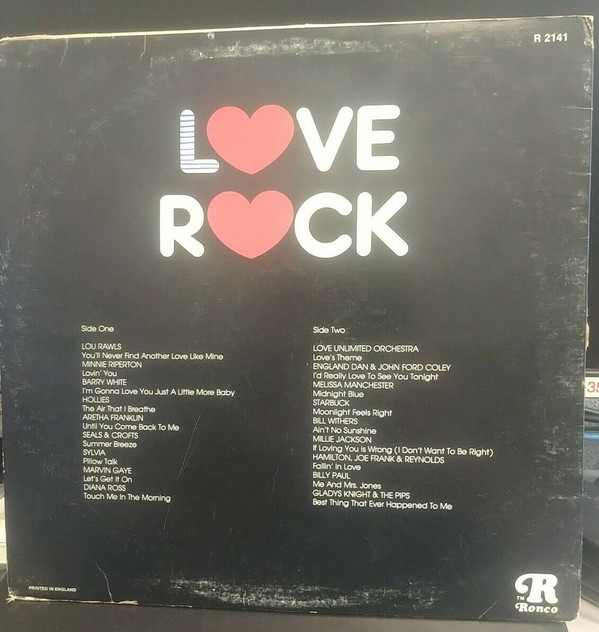 R 2141
LOVE
ROCK
Side One
LOU RAWLS
You'll Never Find Another Love Like Mine
MINNIE RIPERTON
Lovin' You
BARRY WHITE
I'm Gonna Love You Just A Little More Baby
HOLLIES
The Air That I Breathe
ARETHA FRANKLIN
Until You Come Back To Me
SEALS & CROFTS
Summer Breeze
SYLVIA
Pillow Talk
MARVIN GAYE
Let's Get It On
DIANA ROSS
Touch Me In The Morning
Side Two
LOVE UNLIMITED ORCHESTRA
Love's Theme
ENGLAND DAN & JOHN FORD COLEY
I'd Really Love To See You Tonight
MELISSA MANCHESTER
Midnight Blue
STARBUCK
Moonlight Feels Right
BILL WITHERS
Ain't No Sunshine
MILLIE JACKSON
If Loving You is Wrong (I Don't Want To Be Right)
HAMILTON, JOE FRANK & REYNOLDS
Fallin' In Love
BILLY PAUL
Me And Mrs. Jones
GLADYS KNIGHT & THE PIPS
Best Thing That Ever Happened To Me
PRINTED IN ENGLAND
R
TM
Ronco